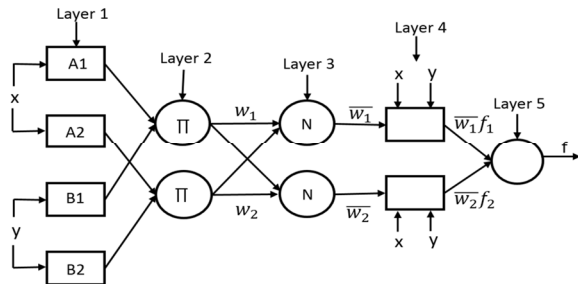 Layer 1
Layer 2
Layer 3
Layer 4
Layer 5
x
A1
A2
y
B1
B2
Π
Π
w₁
w₂
N
N
w̅₁
w̅₂
x y
x y
w̅₁f₁
w̅₂f₂
f